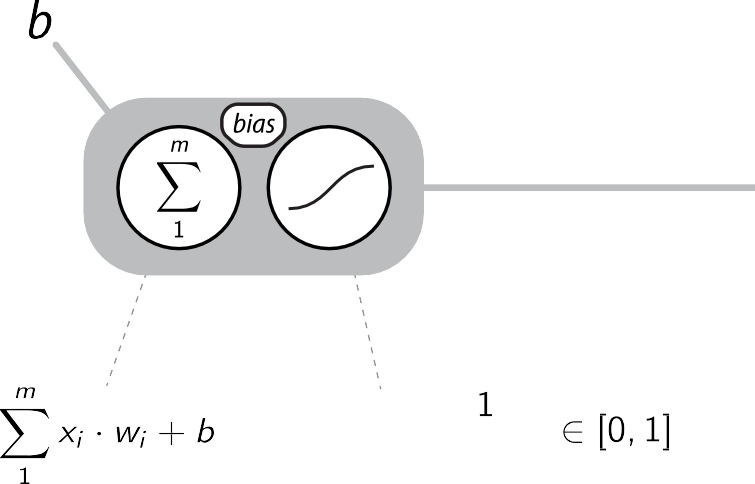 b
bias
m
∑
1
m
∑ xᵢ · wᵢ + b
1
1
∈ [0, 1]